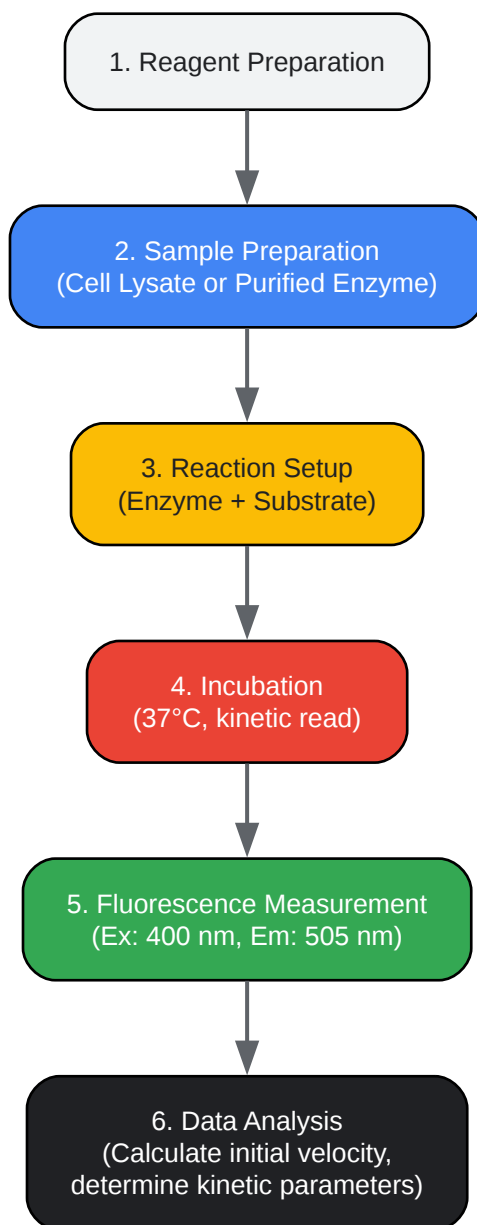 1. Reagent Preparation
2. Sample Preparation
(Cell Lysate or Purified Enzyme)
3. Reaction Setup
(Enzyme + Substrate)
4. Incubation
(37°C, kinetic read)
5. Fluorescence Measurement
(Ex: 400 nm, Em: 505 nm)
6. Data Analysis
(Calculate initial velocity,
determine kinetic parameters)